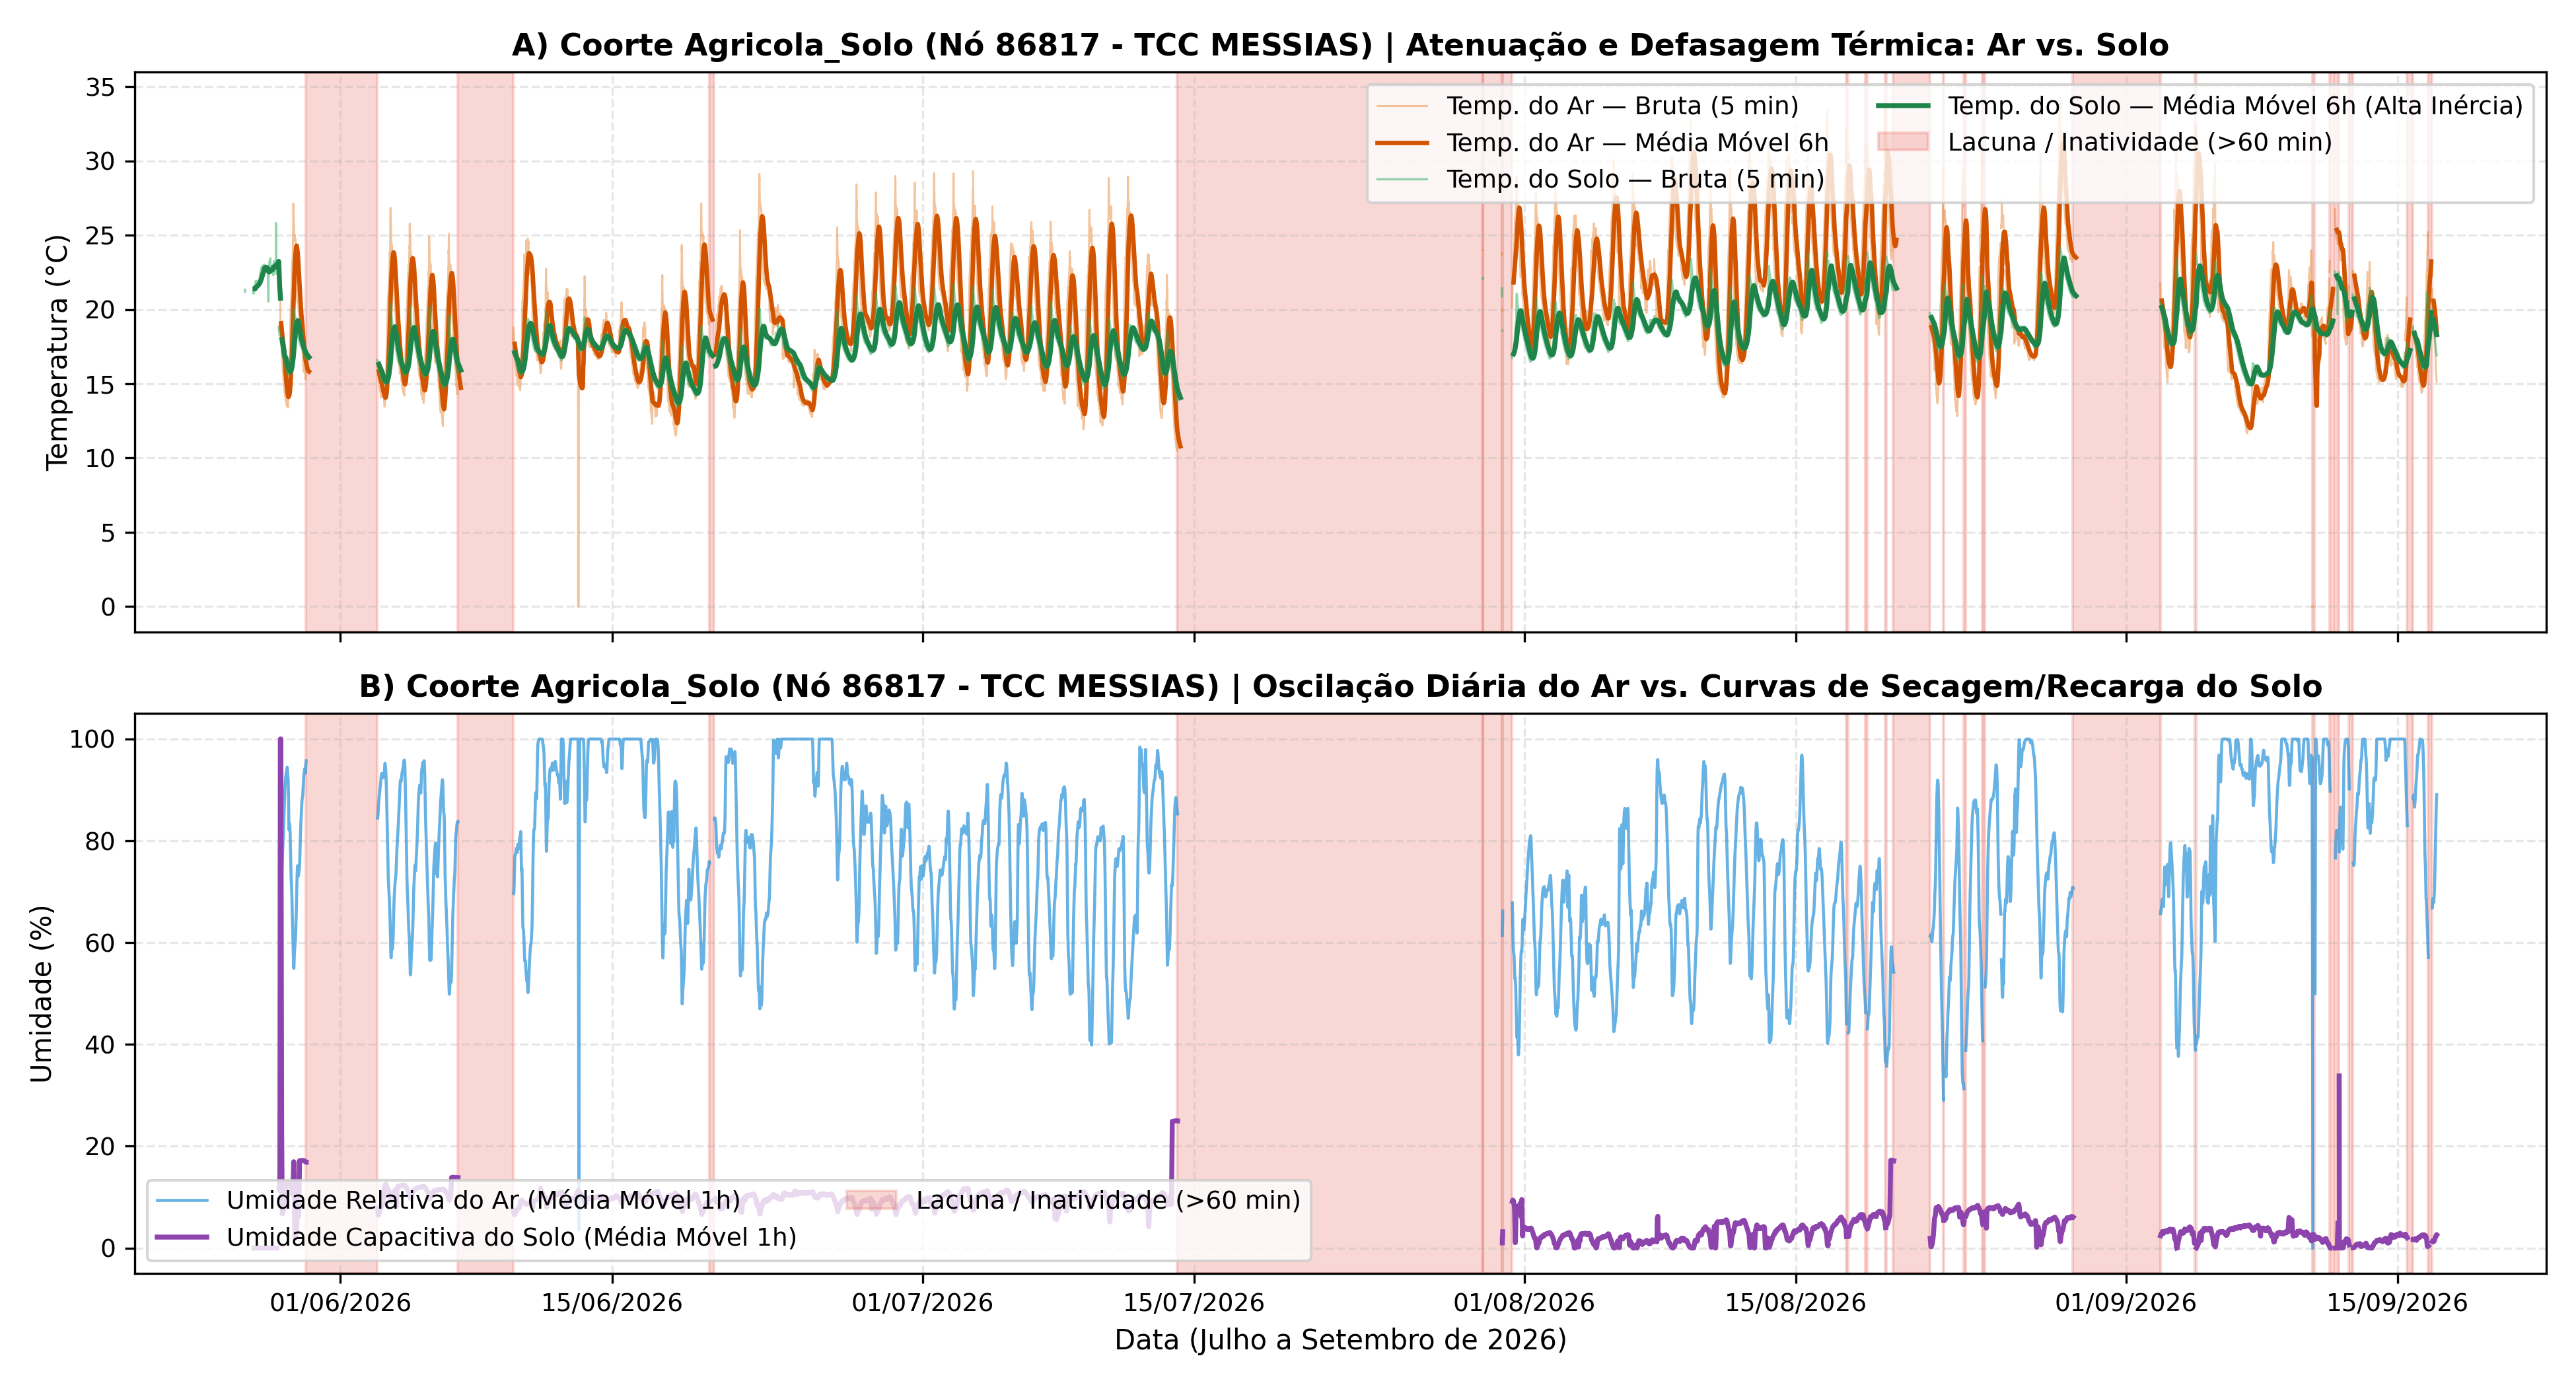 A) Coorte Agricola_Solo (Nó 86817 - TCC MESSIAS) | Atenuação e Defasagem Térmica: Ar vs. Solo
Temperatura (°C)
35
30
25
20
15
10
5
0
Temp. do Ar — Bruta (5 min)
Temp. do Ar — Média Móvel 6h
Temp. do Solo — Bruta (5 min)
Temp. do Solo — Média Móvel 6h (Alta Inércia)
Lacuna / Inatividade (>60 min)
B) Coorte Agricola_Solo (Nó 86817 - TCC MESSIAS) | Oscilação Diária do Ar vs. Curvas de Secagem/Recarga do Solo
Umidade (%)
100
80
60
40
20
0
Umidade Relativa do Ar (Média Móvel 1h)
Umidade Capacitiva do Solo (Média Móvel 1h)
Lacuna / Inatividade (>60 min)
01/06/2026
15/06/2026
01/07/2026
15/07/2026
01/08/2026
15/08/2026
01/09/2026
15/09/2026
Data (Julho a Setembro de 2026)